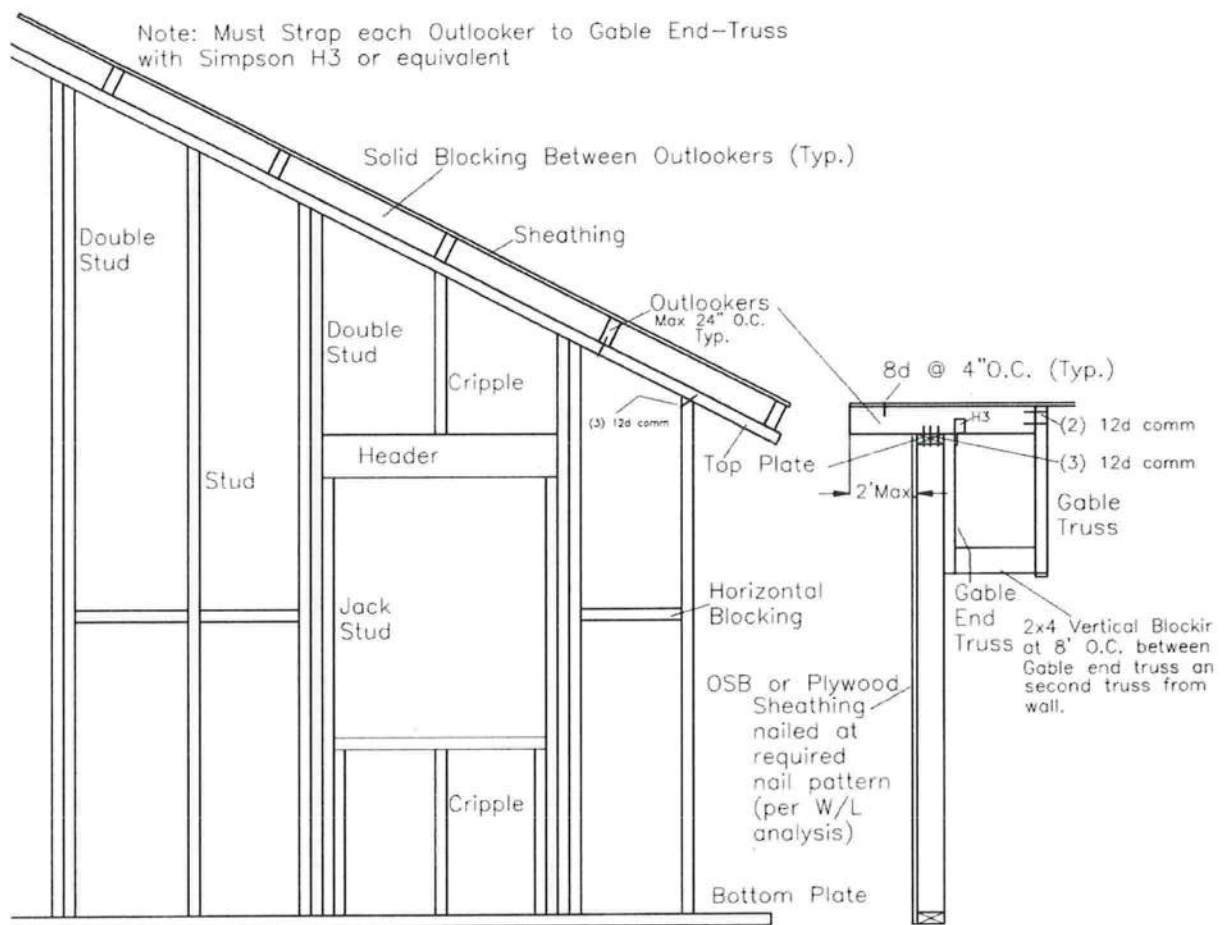 Note: Must Strap each Outlooker to Gable End-Truss
with Simpson H3 or equivalent
Solid Blocking Between Outlookers (Typ.)
Double
Stud
Sheathing
Outlookers
Max 24" O.C.
Typ.
Double
Stud
8d @ 4"O.C. (Typ.)
Cripple
H3
(2) 12d comm
(3) 12d comm
(3) 12d comm
Header
Top Plate
Stud
2'Max
Gable
Truss
Jack
Stud
Horizontal
Blocking
Gable
End
Truss
2x4 Vertical Blockir
at 8' O.C. between
Gable end truss an
second truss from
wall.
OSB or Plywood
Sheathing
nailed at
required
nail pattern
(per W/L
analysis)
Cripple
Bottom Plate